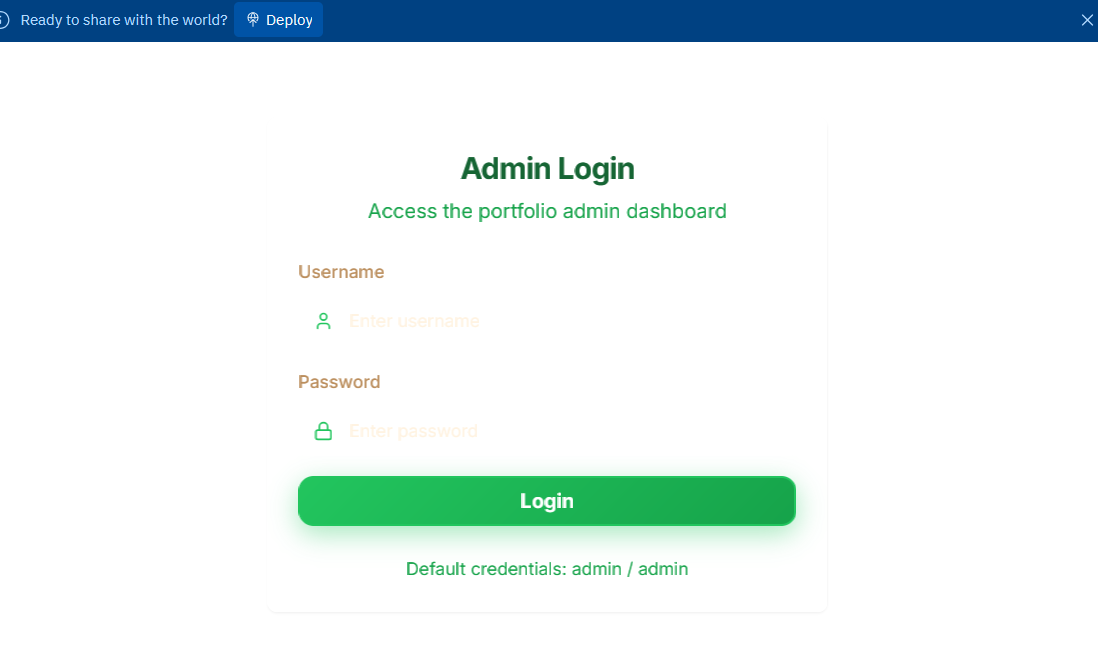 Ready to share with the world? Deploy
Admin Login
Access the portfolio admin dashboard
Username
Enter username
Password
Enter password
Login
Default credentials: admin / admin